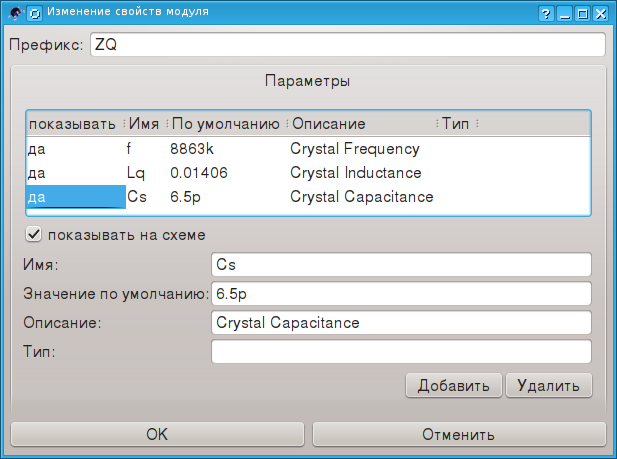 Изменение свойств модуля
Префикс: ZQ
Параметры
показывать Имя По умолчанию Описание Тип
да f 8863k Crystal Frequency
да Lq 0.01406 Crystal Inductance
да Cs 6.5p Crystal Capacitance
показывать на схеме
Имя: Cs
Значение по умолчанию: 6.5p
Описание: Crystal Capacitance
Тип:
Добавить Удалить
OK Отменить